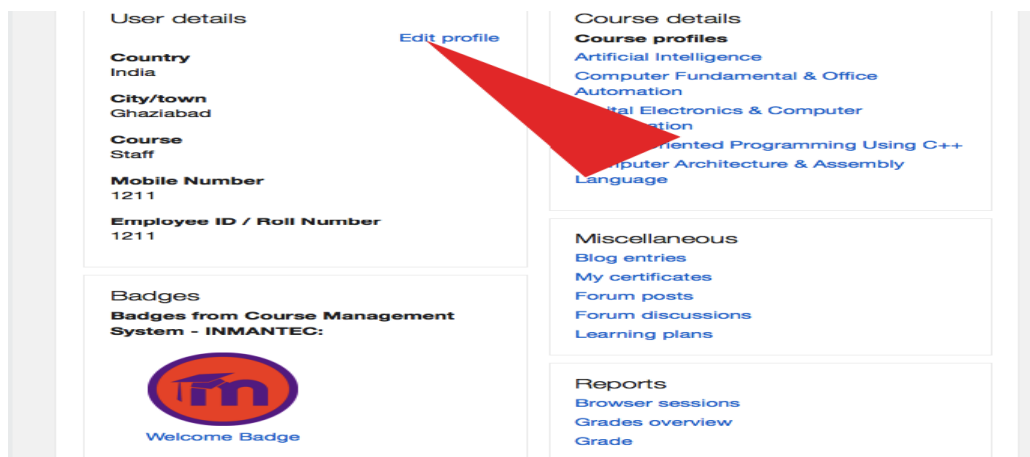 User details
Edit profile
Country
India
City/town
Ghaziabad
Course
Staff
Mobile Number
1211
Employee ID / Roll Number
1211
Badges
Badges from Course Management
System - INMANTEC:
m
Welcome Badge
Course details
Course profiles
Artificial Intelligence
Computer Fundamental & Office
Automation
Electronics & Computer
Programming Using C++
Architecture & Assembly
Language
Miscellaneous
Blog entries
My certificates
Forum posts
Forum discussions
Learning plans
Reports
Browser sessions
Grades overview
Grade